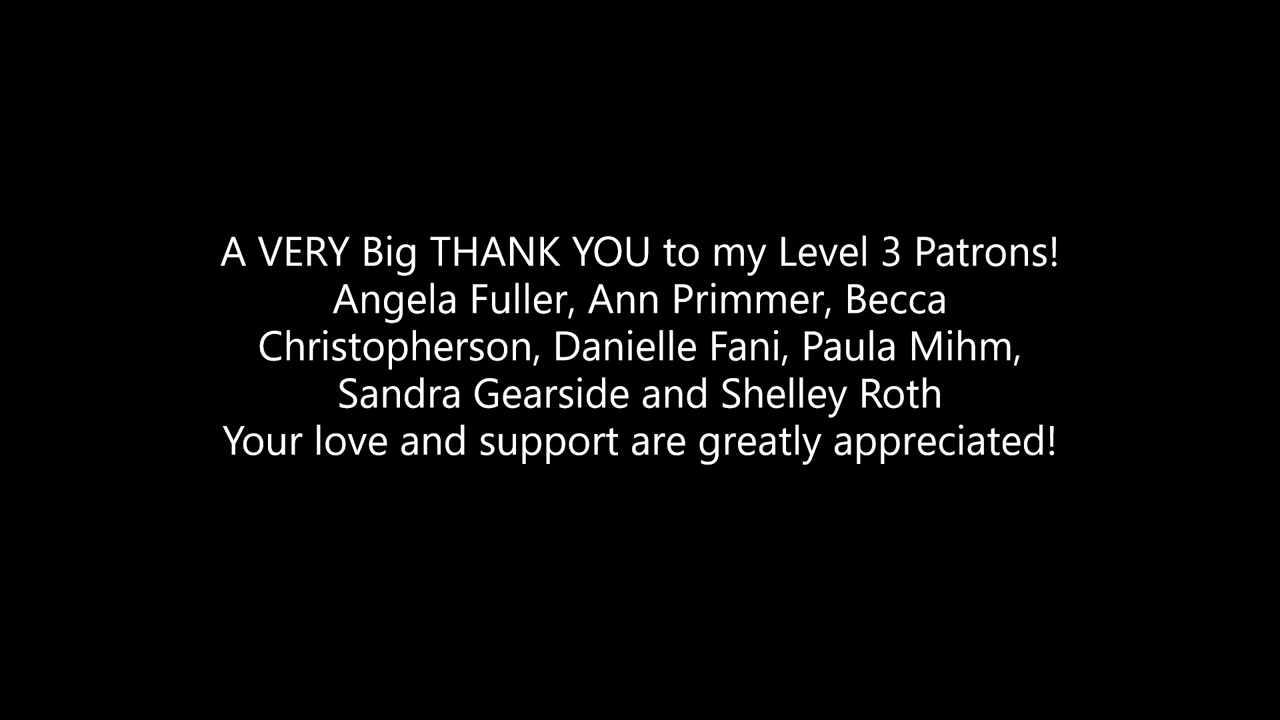 A VERY Big THANK YOU to my Level 3 Patrons!
Angela Fuller, Ann Primmer, Becca
Christopherson, Danielle Fani, Paula Mihm,
Sandra Gearside and Shelley Roth
Your love and support are greatly appreciated!